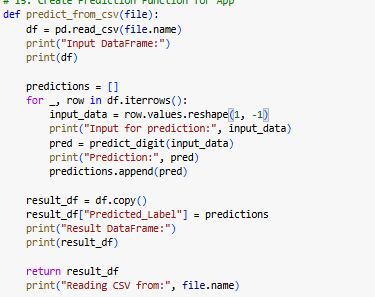 # 15. Create Prediction Function for App
def predict_from_csv(file):
    df = pd.read_csv(file.name)
    print("Input DataFrame:")
    print(df)

    predictions = []
    for _, row in df.iterrows():
        input_data = row.values.reshape(1, -1)
        print("Input for prediction:", input_data)
        pred = predict_digit(input_data)
        print("Prediction:", pred)
        predictions.append(pred)

    result_df = df.copy()
    result_df["Predicted_Label"] = predictions
    print("Result DataFrame:")
    print(result_df)

    return result_df
    print("Reading CSV from:", file.name)